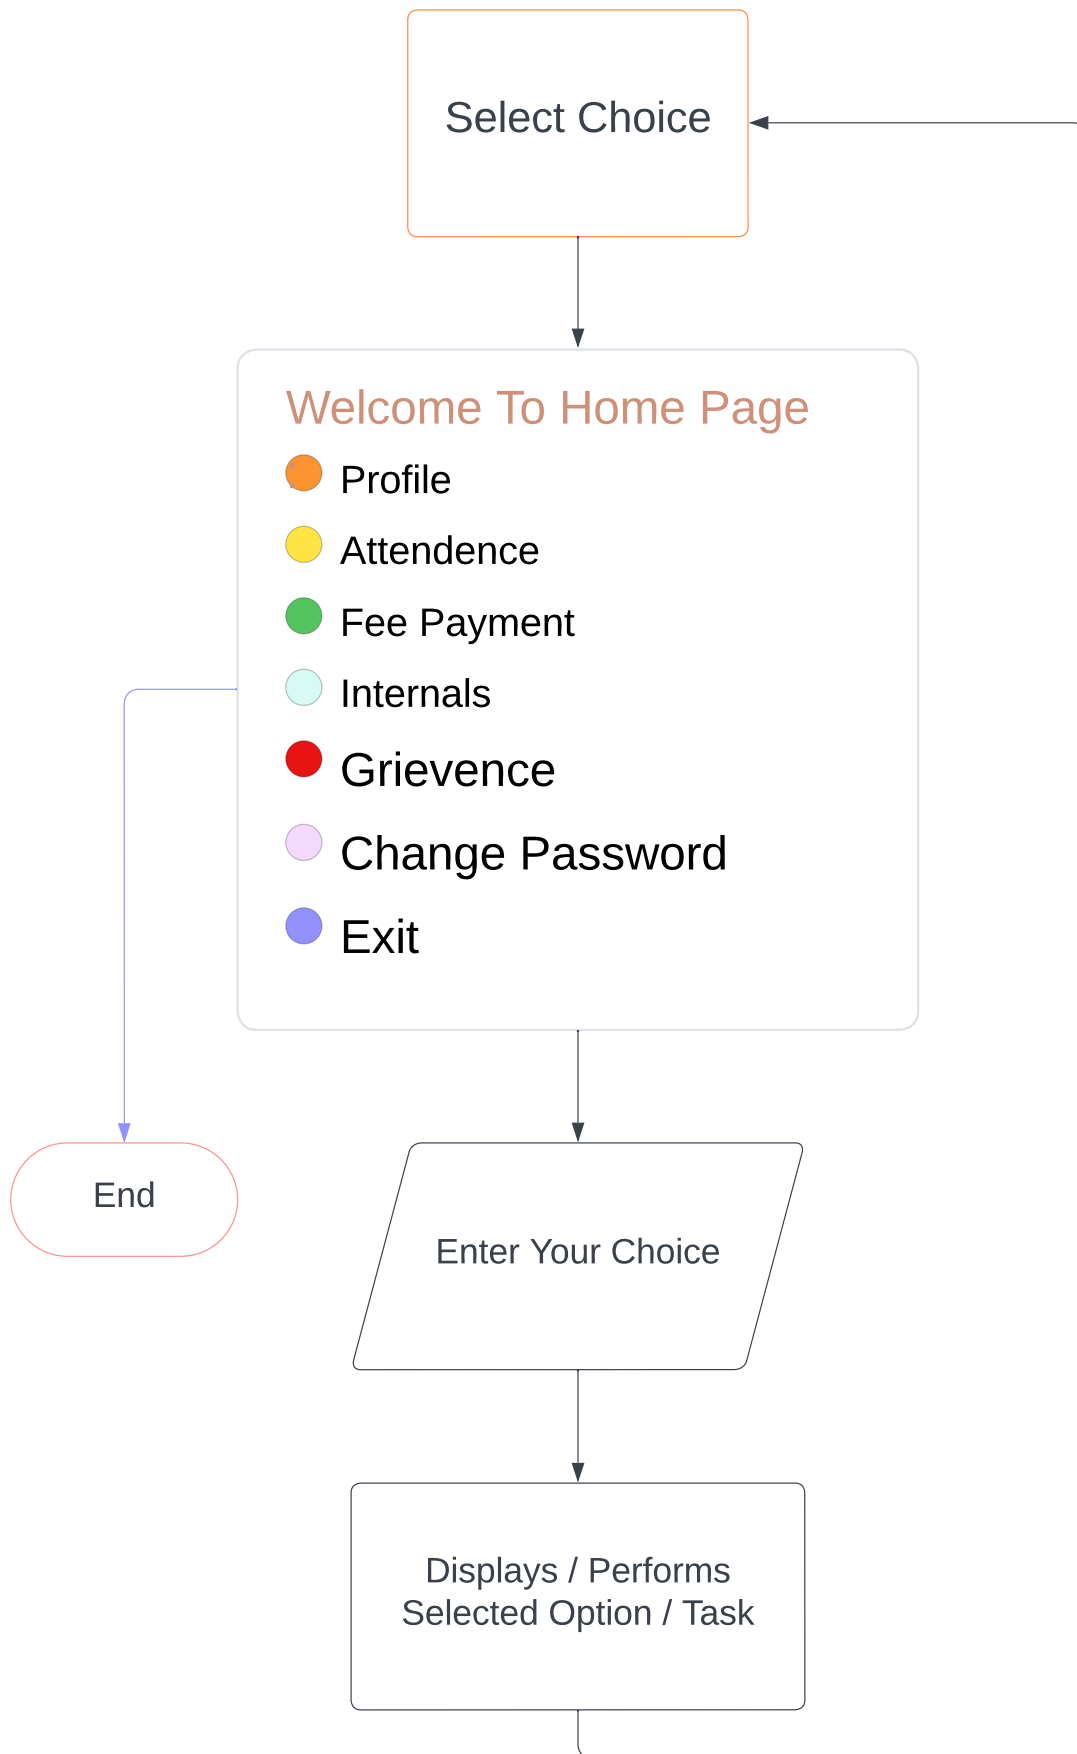 Select Choice
Welcome To Home Page
Profile
Attendence
Fee Payment
Internals
Grievence
Change Password
Exit
End
Enter Your Choice
Displays / Performs
Selected Option / Task